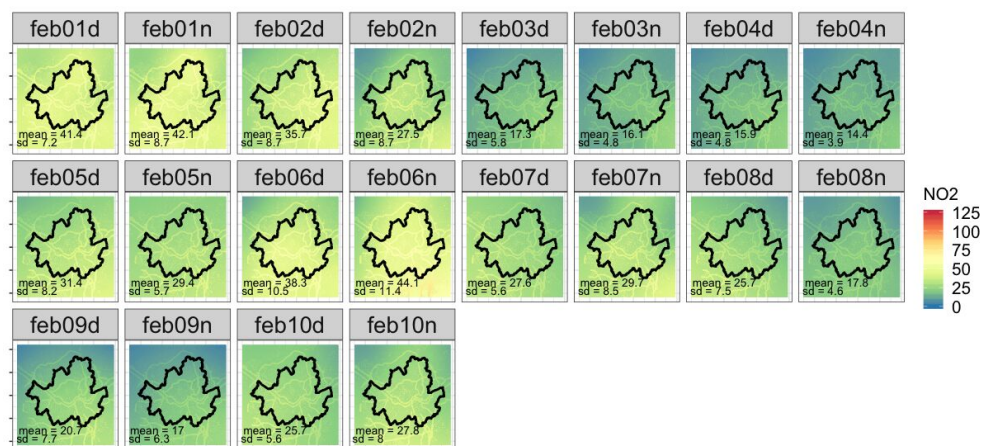 feb01d feb01n feb02d feb02n feb03d feb03n feb04d feb04n
mean = 41.4 mean = 42.1 mean = 35.7 mean = 27.5 mean = 17.3 mean = 16.1 mean = 15.9 mean = 14.4
sd = 7.2 sd = 8.7 sd = 8.7 sd = 8.7 sd = 5.8 sd = 4.8 sd = 4.8 sd = 3.9
feb05d feb05n feb06d feb06n feb07d feb07n feb08d feb08n
mean = 31.4 mean = 29.4 mean = 38.3 mean = 44.1 mean = 27.6 mean = 29.7 mean = 25.7 mean = 17.8
sd = 8.2 sd = 5.7 sd = 10.5 sd = 11.4 sd = 5.6 sd = 8.5 sd = 7.5 sd = 4.6
NO2
125
100
75
50
25
0
feb09d feb09n feb10d feb10n
mean = 20.7 mean = 17 mean = 25.7 mean = 27.8
sd = 7.7 sd = 6.3 sd = 5.6 sd = 8